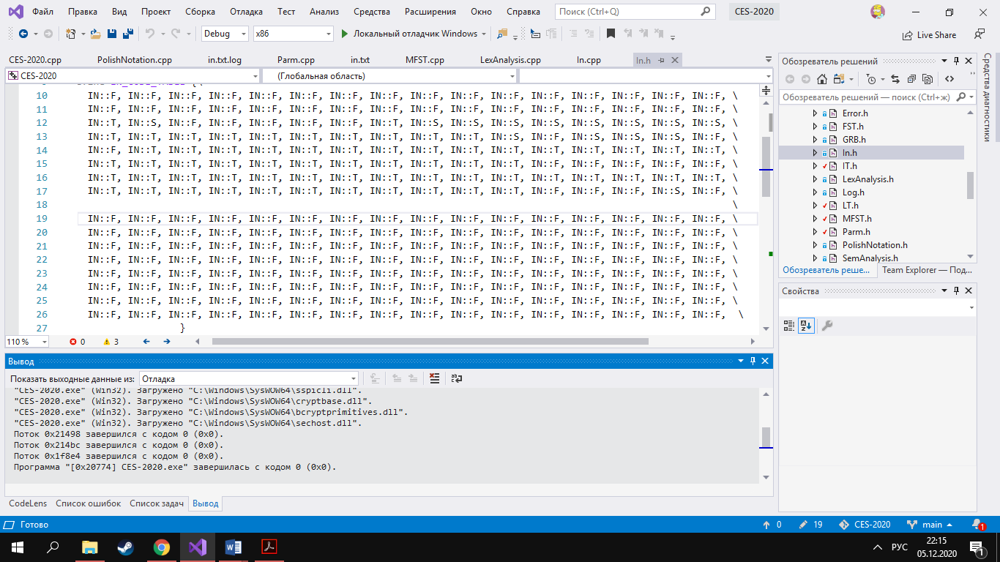 Файл Правка Вид Проект Сборка Отладка Тест Анализ Средства Расширения Окно Справка Поиск (Ctrl+Q) CES-2020
Debug x86 Локальный отладчик Windows Live Share
CES-2020.cpp PolishNotation.cpp in.txt.log Parm.cpp in.txt MFST.cpp LexAnalysis.cpp In.cpp In.h
CES-2020 (Глобальная область)
10 IN::F, IN::F, IN::F, IN::F, IN::F, IN::F, IN::F, IN::F, IN::F, IN::F, IN::F, IN::F, IN::F, IN::F, IN::F, IN::F, \
11 IN::F, IN::F, IN::F, IN::F, IN::F, IN::F, IN::F, IN::F, IN::F, IN::F, IN::F, IN::F, IN::F, IN::F, IN::F, IN::F, \
12 IN::T, IN::S, IN::F, IN::F, IN::F, IN::F, IN::F, IN::T, IN::S, IN::S, IN::S, IN::S, IN::S, IN::S, IN::S, IN::S, \
13 IN::T, IN::T, IN::T, IN::T, IN::T, IN::T, IN::T, IN::T, IN::T, IN::T, IN::S, IN::F, IN::S, IN::S, IN::S, IN::F, \
14 IN::F, IN::T, IN::T, IN::T, IN::T, IN::T, IN::T, IN::T, IN::T, IN::T, IN::T, IN::T, IN::T, IN::T, IN::T, IN::T, \
15 IN::T, IN::T, IN::T, IN::T, IN::T, IN::T, IN::T, IN::T, IN::T, IN::T, IN::T, IN::F, IN::F, IN::F, IN::F, IN::F, \
16 IN::T, IN::T, IN::T, IN::T, IN::T, IN::T, IN::T, IN::T, IN::T, IN::T, IN::T, IN::T, IN::T, IN::T, IN::T, IN::T, \
17 IN::T, IN::T, IN::T, IN::T, IN::T, IN::T, IN::T, IN::T, IN::T, IN::T, IN::T, IN::F, IN::F, IN::F, IN::S, IN::F, \
18 \
19 IN::F, IN::F, IN::F, IN::F, IN::F, IN::F, IN::F, IN::F, IN::F, IN::F, IN::F, IN::F, IN::F, IN::F, IN::F, IN::F, \
20 IN::F, IN::F, IN::F, IN::F, IN::F, IN::F, IN::F, IN::F, IN::F, IN::F, IN::F, IN::F, IN::F, IN::F, IN::F, IN::F, \
21 IN::F, IN::F, IN::F, IN::F, IN::F, IN::F, IN::F, IN::F, IN::F, IN::F, IN::F, IN::F, IN::F, IN::F, IN::F, IN::F, \
22 IN::F, IN::F, IN::F, IN::F, IN::F, IN::F, IN::F, IN::F, IN::F, IN::F, IN::F, IN::F, IN::F, IN::F, IN::F, IN::F, \
23 IN::F, IN::F, IN::F, IN::F, IN::F, IN::F, IN::F, IN::F, IN::F, IN::F, IN::F, IN::F, IN::F, IN::F, IN::F, IN::F, \
24 IN::F, IN::F, IN::F, IN::F, IN::F, IN::F, IN::F, IN::F, IN::F, IN::F, IN::F, IN::F, IN::F, IN::F, IN::F, IN::F, \
25 IN::F, IN::F, IN::F, IN::F, IN::F, IN::F, IN::F, IN::F, IN::F, IN::F, IN::F, IN::F, IN::F, IN::F, IN::F, IN::F, \
26 IN::F, IN::F, IN::F, IN::F, IN::F, IN::F, IN::F, IN::F, IN::F, IN::F, IN::F, IN::F, IN::F, IN::F, IN::F, IN::F, \
27 }
110 % 0 3
Вывод
Показать выходные данные из: Отладка
"CES-2020.exe" (Win32). Загружено "C:\Windows\SysWOW64\sspicli.dll".
"CES-2020.exe" (Win32). Загружено "C:\Windows\SysWOW64\cryptbase.dll".
"CES-2020.exe" (Win32). Загружено "C:\Windows\SysWOW64\bcryptprimitives.dll".
"CES-2020.exe" (Win32). Загружено "C:\Windows\SysWOW64\sechost.dll".
Поток 0x21498 завершился с кодом 0 (0x0).
Поток 0x214bc завершился с кодом 0 (0x0).
Поток 0x1f8e4 завершился с кодом 0 (0x0).
Программа "[0x20774] CES-2020.exe" завершилась с кодом 0 (0x0).
CodeLens Список ошибок Список задач Вывод
Обозреватель решений
Обозреватель решений — поиск (Ctrl+ж)
Error.h
FST.h
GRB.h
In.h
IT.h
LexAnalysis.h
Log.h
LT.h
MFST.h
Parm.h
PolishNotation.h
SemAnalysis.h
Обозреватель реше... Team Explorer — Под...
Свойства
Средства диагностики
Готово 0 19 CES-2020 main 1
РУС 22:15
05.12.2020 1